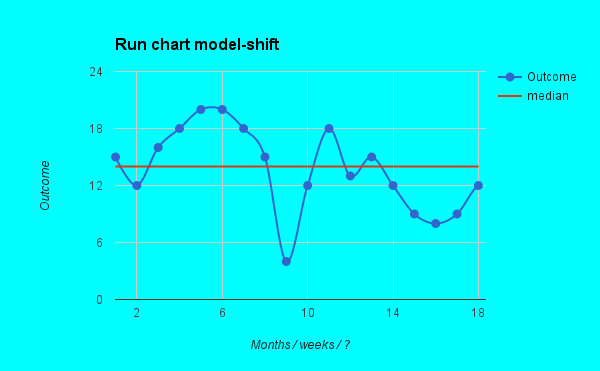 Run chart model-shift
24
18
12
6
0
Outcome
2
6
10
14
18
Months / weeks / ?
Outcome
median